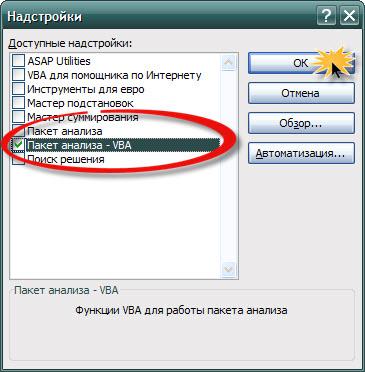 Надстройки
Доступные надстройки:
ASAP Utilities
VBA для помощника по Интернету
Инструменты для евро
Мастер подстановок
Мастер суммирования
Пакет анализа
Пакет анализа - VBA
Поиск решения
ОК
Отмена
Обзор...
Автоматизация...
Пакет анализа - VBA
Функции VBA для работы пакета анализа